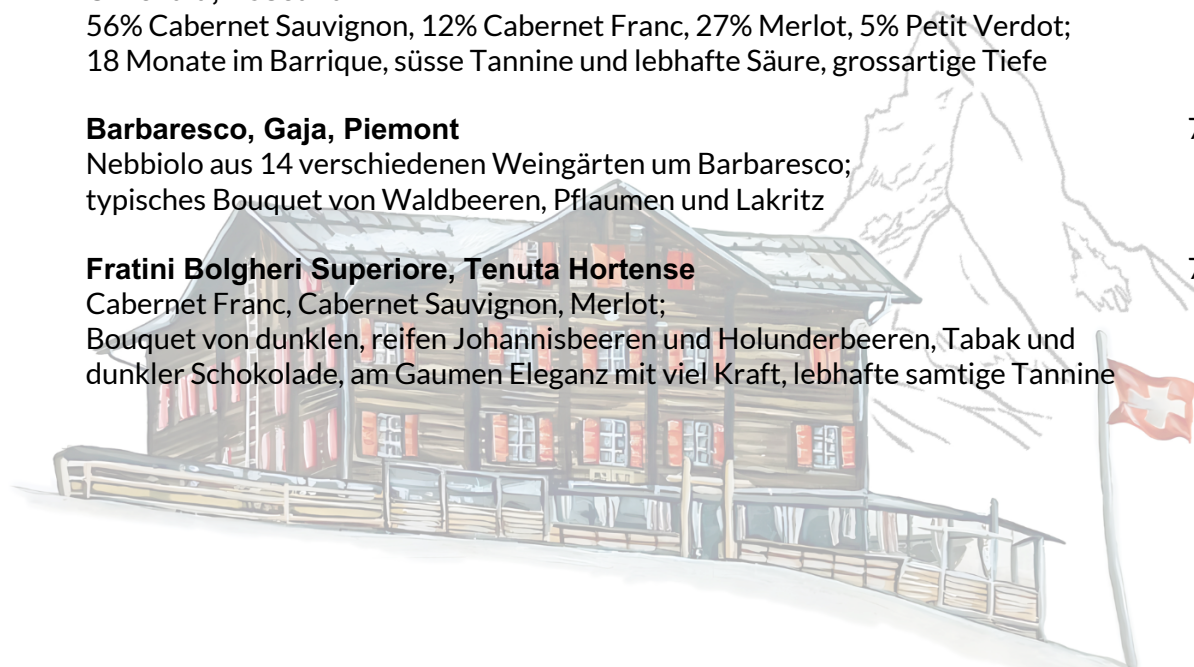 56% Cabernet Sauvignon, 12% Cabernet Franc, 27% Merlot, 5% Petit Verdot;
18 Monate im Barrique, süsse Tannine und lebhafte Säure, grossartige Tiefe
Barbaresco, Gaja, Piemont
Nebbiolo aus 14 verschiedenen Weingärten um Barbaresco;
typisches Bouquet von Waldbeeren, Pflaumen und Lakritz
Fratini Bolgheri Superiore, Tenuta Hortense
Cabernet Franc, Cabernet Sauvignon, Merlot;
Bouquet von dunklen, reifen Johannisbeeren und Holunderbeeren, Tabak und
dunkler Schokolade, am Gaumen Eleganz mit viel Kraft, lebhafte samtige Tannine